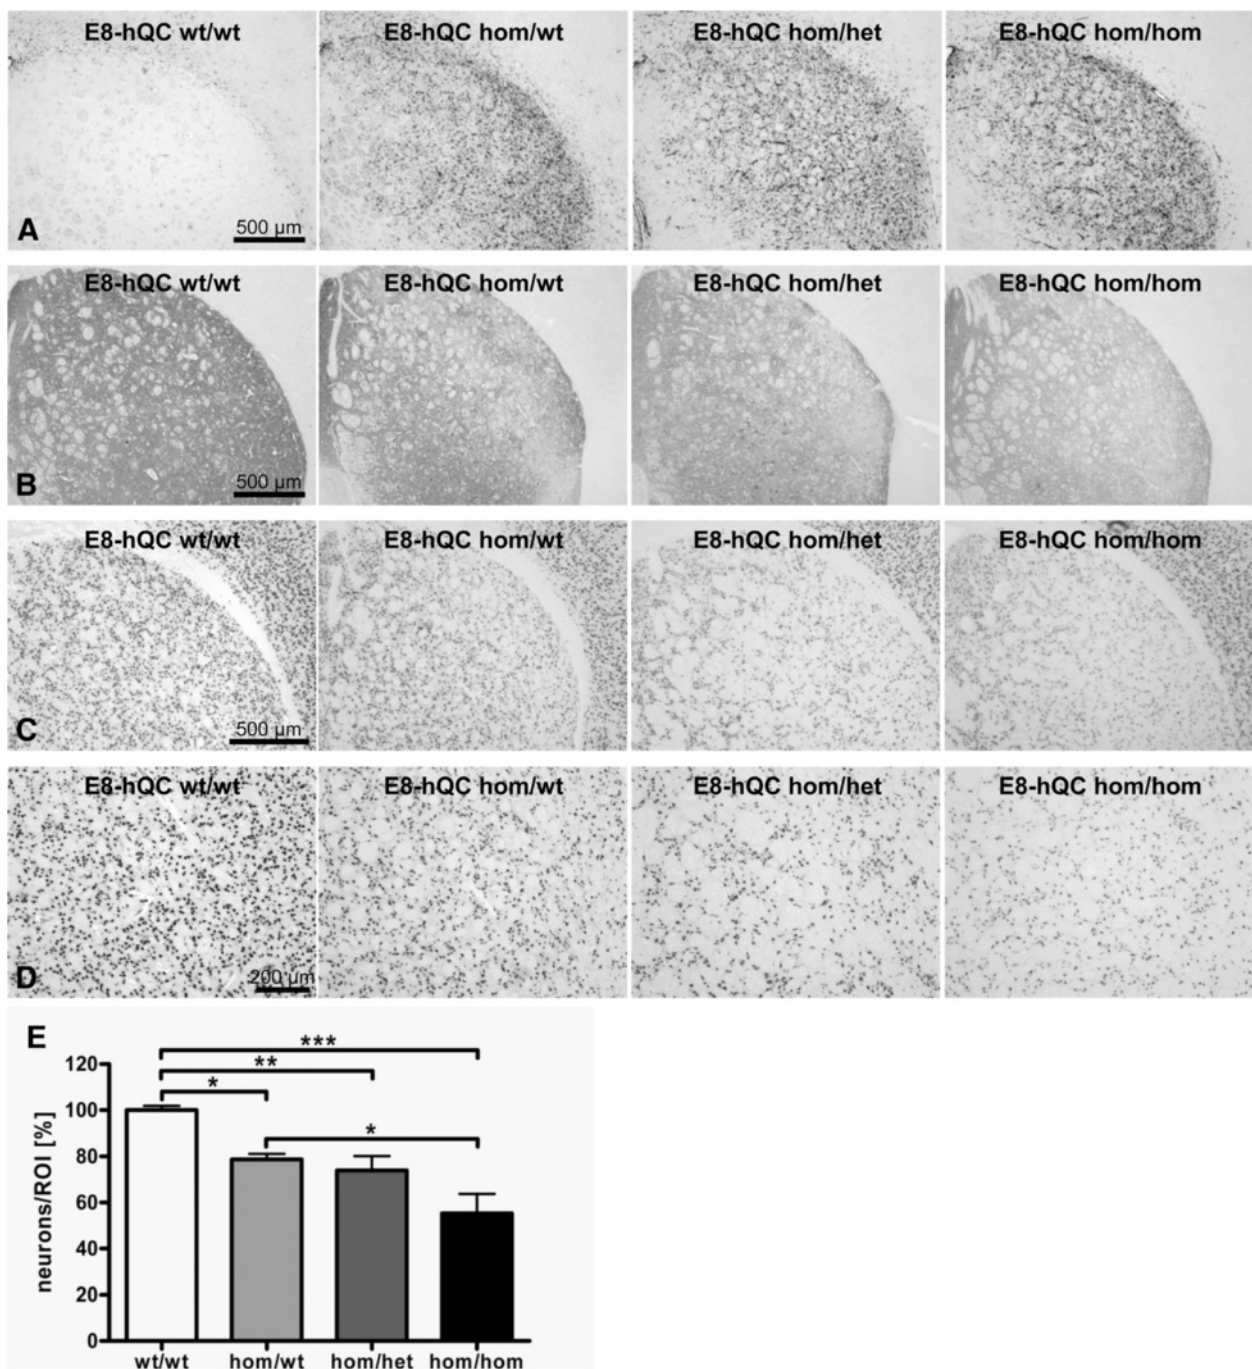 E8-hQC wt/wt E8-hQC hom/wt E8-hQC hom/het E8-hQC hom/hom
A 500 µm
E8-hQC wt/wt E8-hQC hom/wt E8-hQC hom/het E8-hQC hom/hom
B 500 µm
E8-hQC wt/wt E8-hQC hom/wt E8-hQC hom/het E8-hQC hom/hom
C 500 µm
E8-hQC wt/wt E8-hQC hom/wt E8-hQC hom/het E8-hQC hom/hom
D 200 µm
E
***
**
*
*
neurons/ROI [%]
120
100
80
60
40
20
0
wt/wt hom/wt hom/het hom/hom